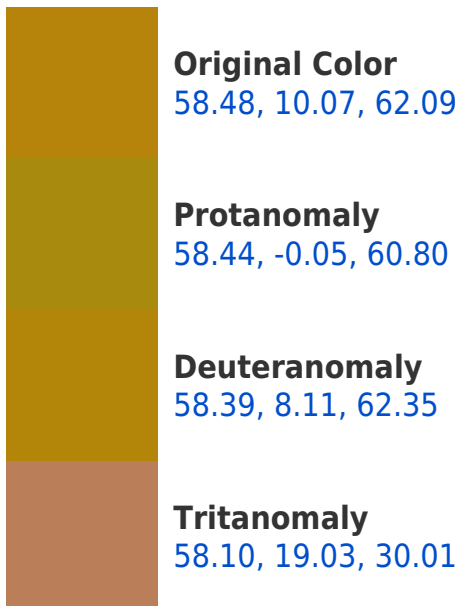 Original Color
58.48, 10.07, 62.09
Protanomaly
58.44, -0.05, 60.80
Deuteranomaly
58.39, 8.11, 62.35
Tritanomaly
58.10, 19.03, 30.01